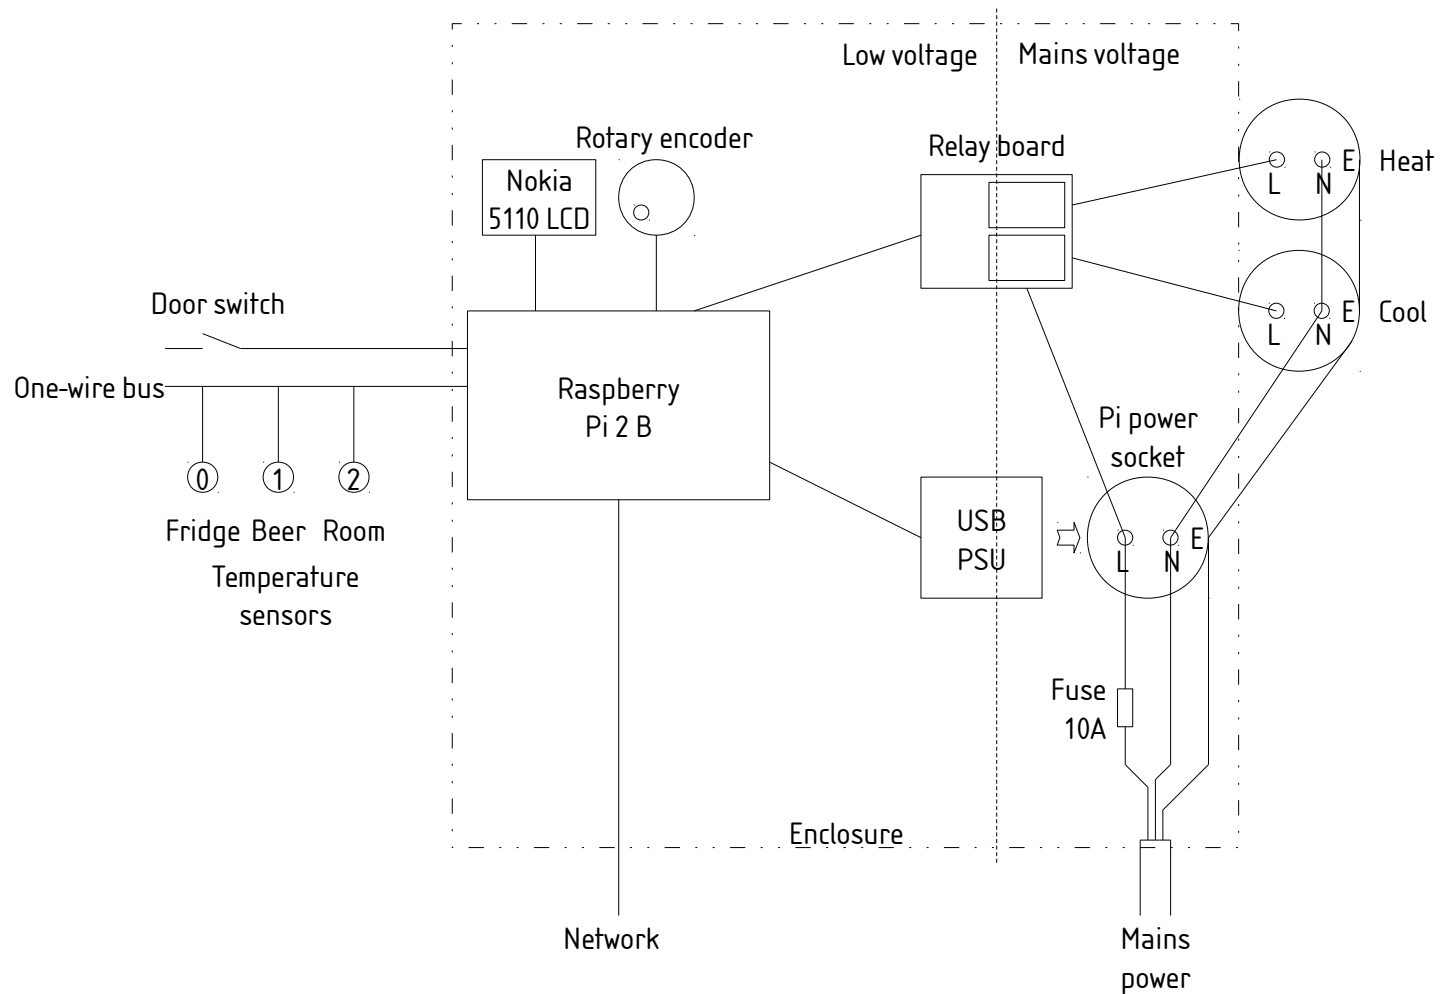 Low voltage
Mains voltage
Rotary encoder
Relay board
Nokia
5110 LCD
L
N
E
Heat
Door switch
L
N
E
Cool
One-wire bus
Raspberry
Pi 2 B
Pi power
socket
0
1
2
Fridge
Beer
Room
Temperature
sensors
USB
PSU
L
N
E
Fuse
10A
Enclosure
Network
Mains
power